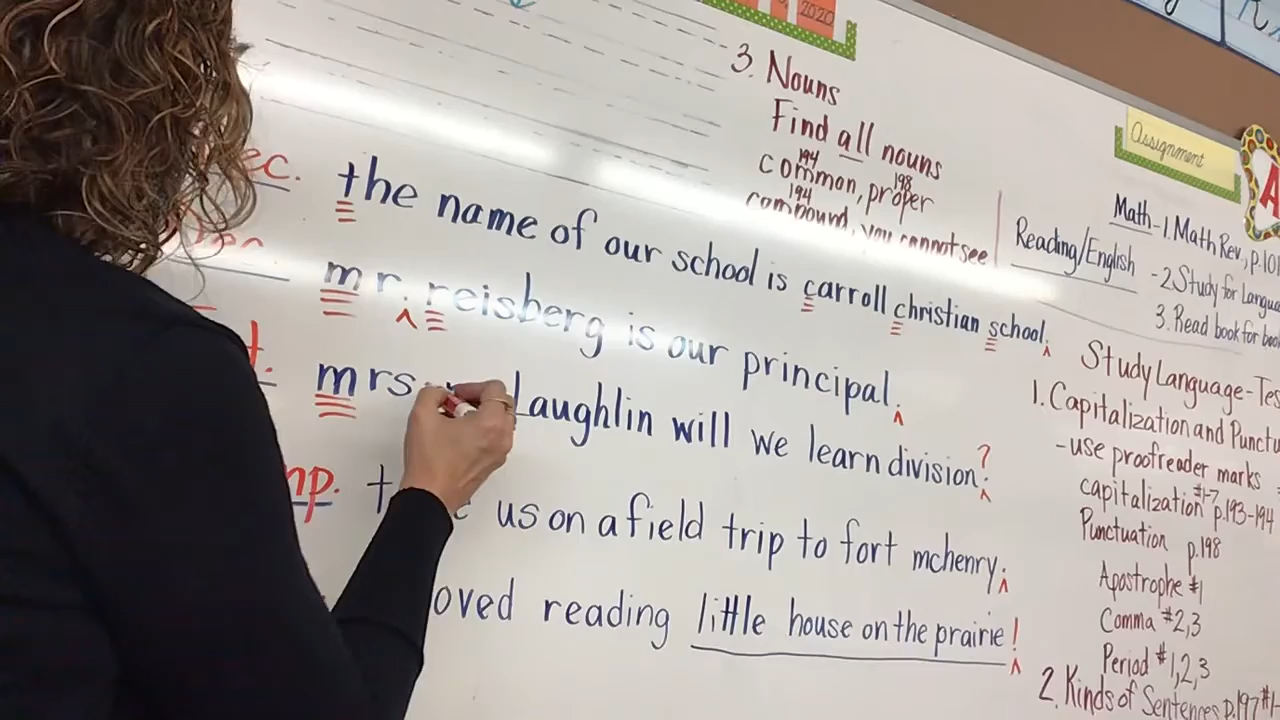 2020
3. Nouns
Find all nouns
194 198
common, proper
194
compound, you cannot see
ec. the name of our school is carroll christian school.
mr. reisberg is our principal.
mrs laughlin will we learn division?.
mp. us on a field trip to fort mchenry.
oved reading little house on the prairie!
Reading/English
Assignment
Math-1. Math Rev., p.101
-2. Study for Langua
3. Read book for boo
Study Language-Tes
1. Capitalization and Punctu
-use proofreader marks
#1-7
capitalization p.193-194
Punctuation p.198
Apostrophe #1
Comma #2,3
Period #1,2,3
2. Kinds of Sentences p.197 #1-
A